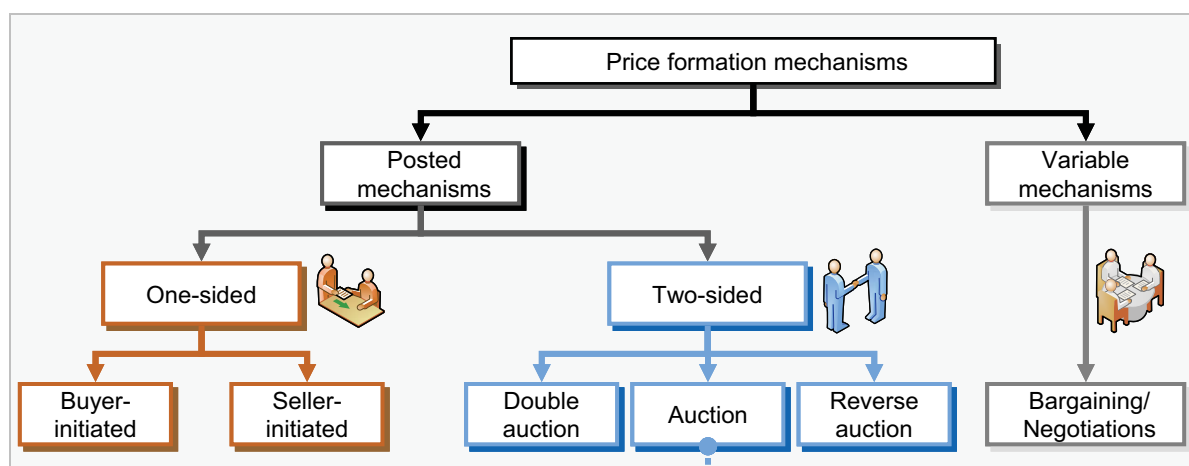 Price formation mechanisms
Posted
mechanisms
Variable
mechanisms
One-sided
Two-sided
Buyer-
initiated
Seller-
initiated
Double
auction
Auction
Reverse
auction
Bargaining/
Negotiations